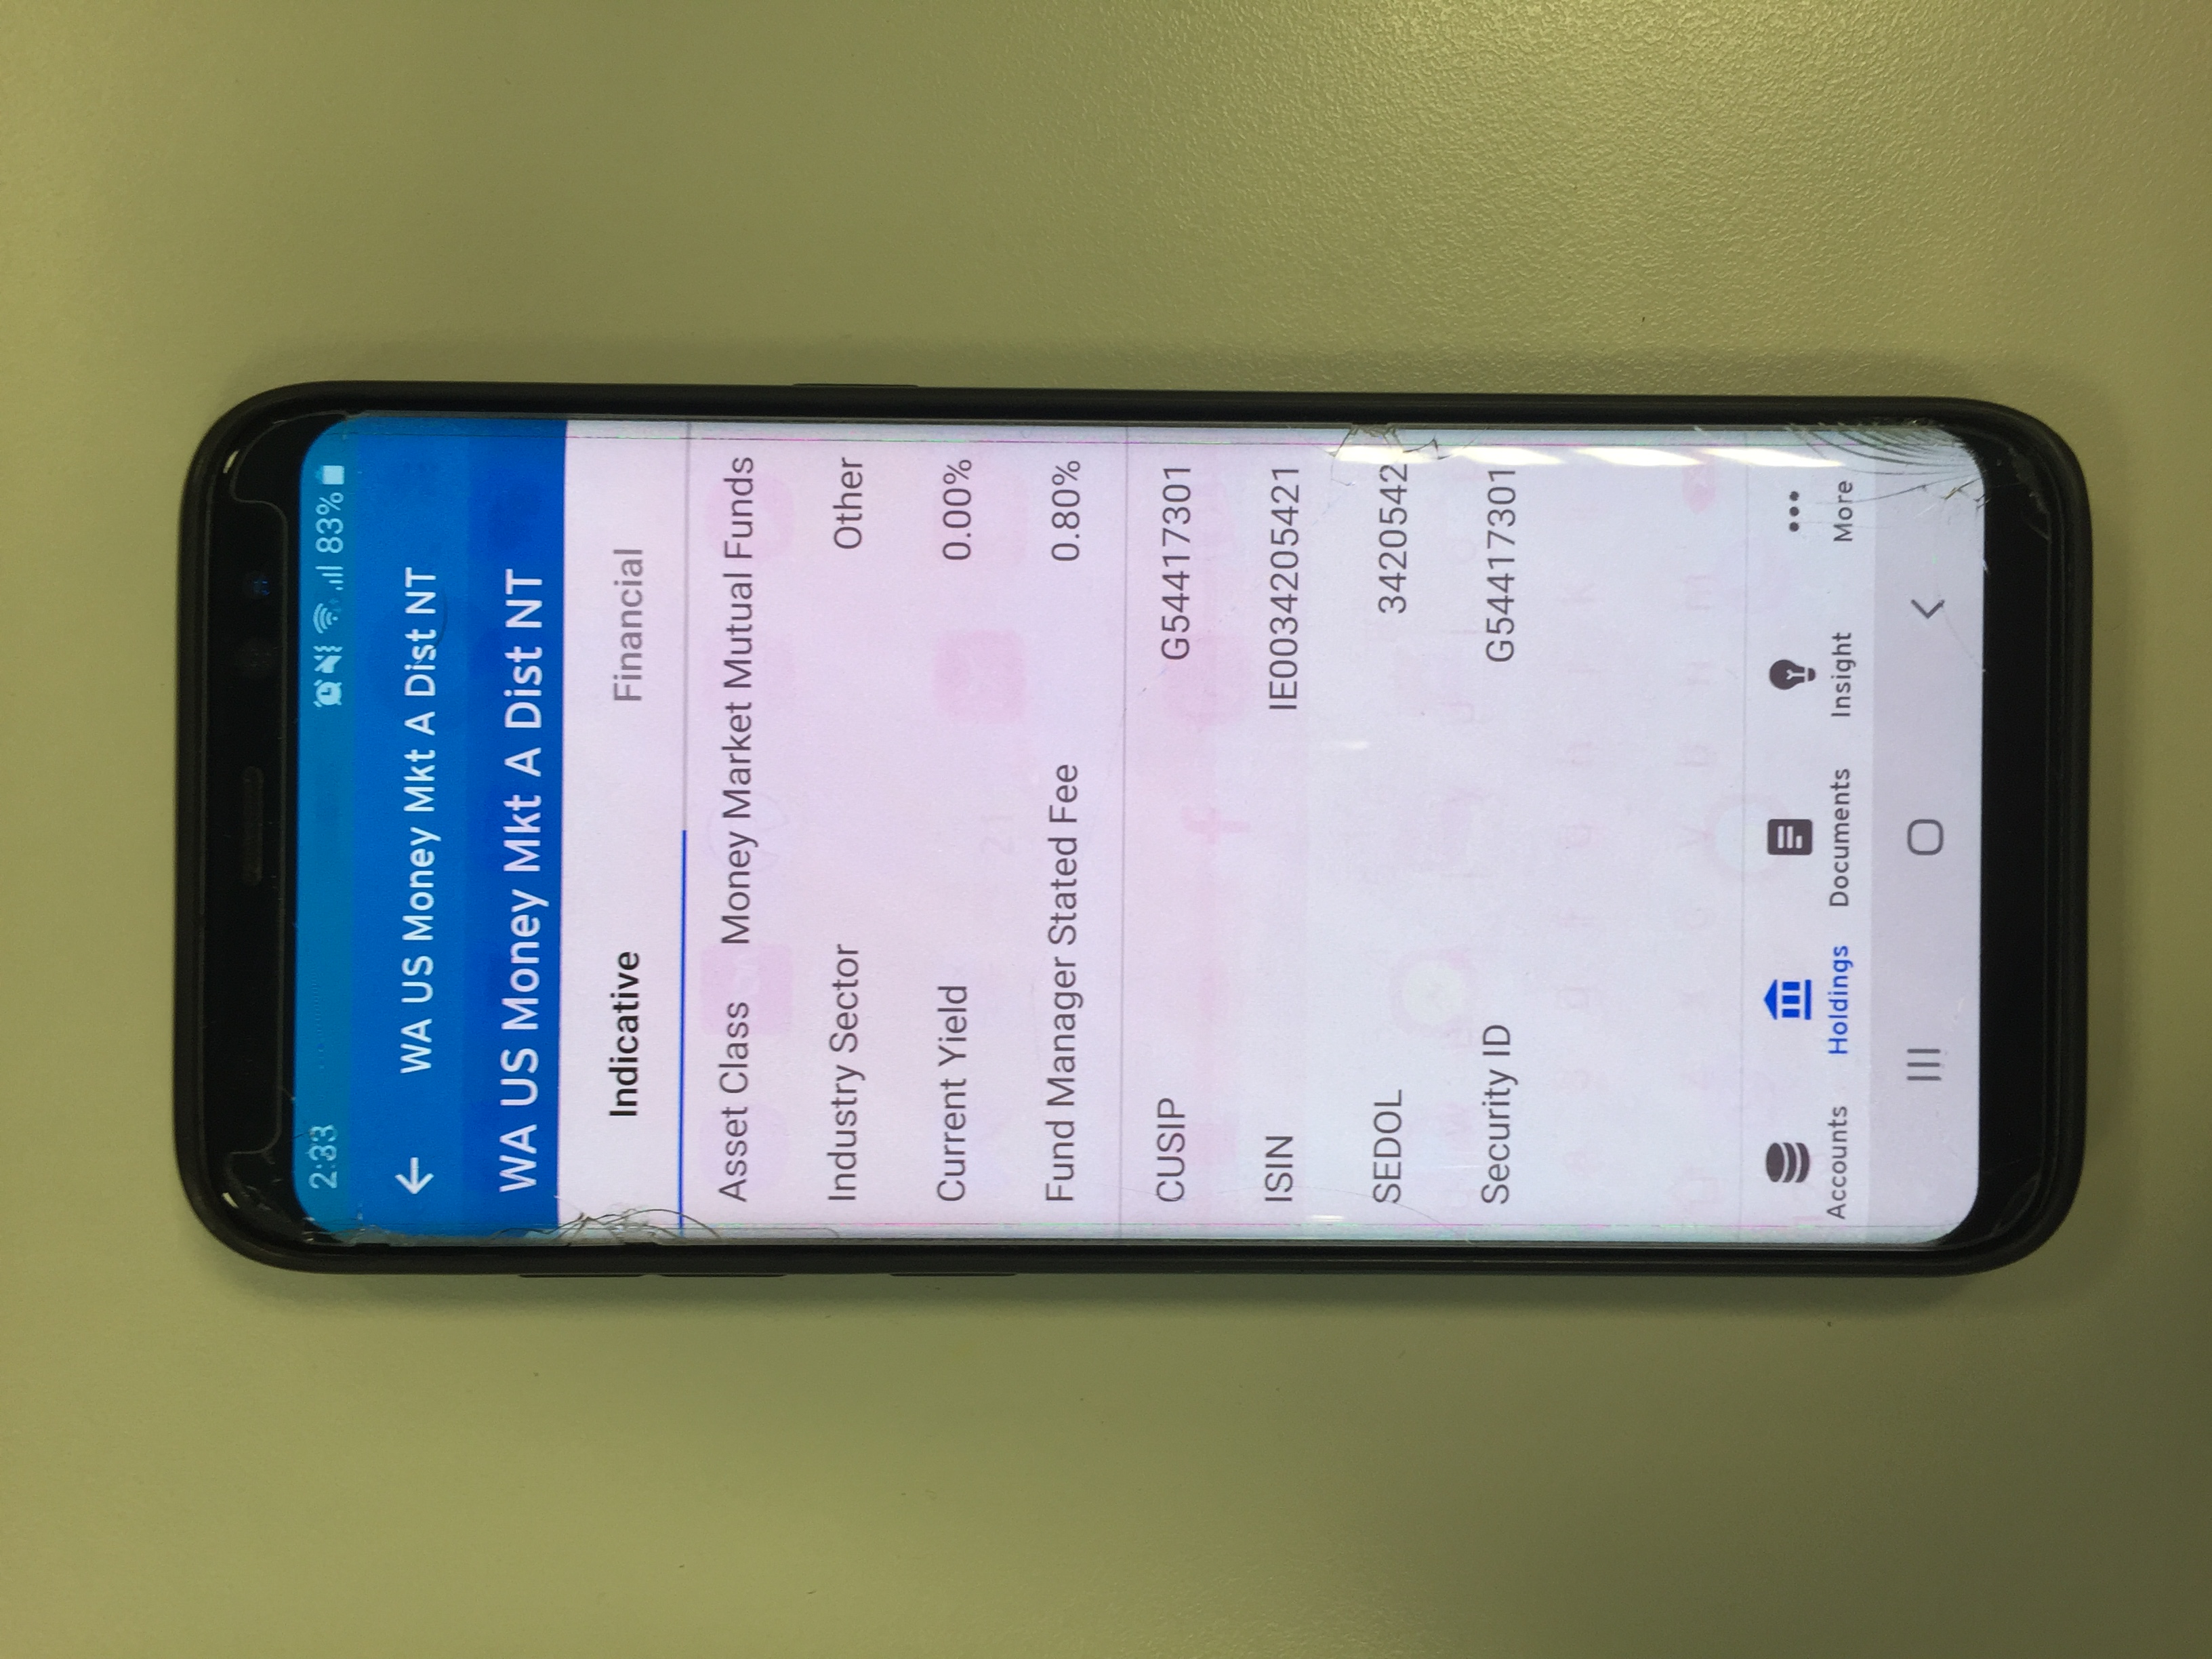 2:33 83%
WA US Money Mkt A Dist NT
WA US Money Mkt A Dist NT
Indicative Financial
Asset Class Money Market Mutual Funds
Industry Sector Other
Current Yield 0.00%
Fund Manager Stated Fee 0.80%
CUSIP G54417301
ISIN IE0034205421
SEDOL 3420542
Security ID G54417301
Accounts Holdings Documents Insight More